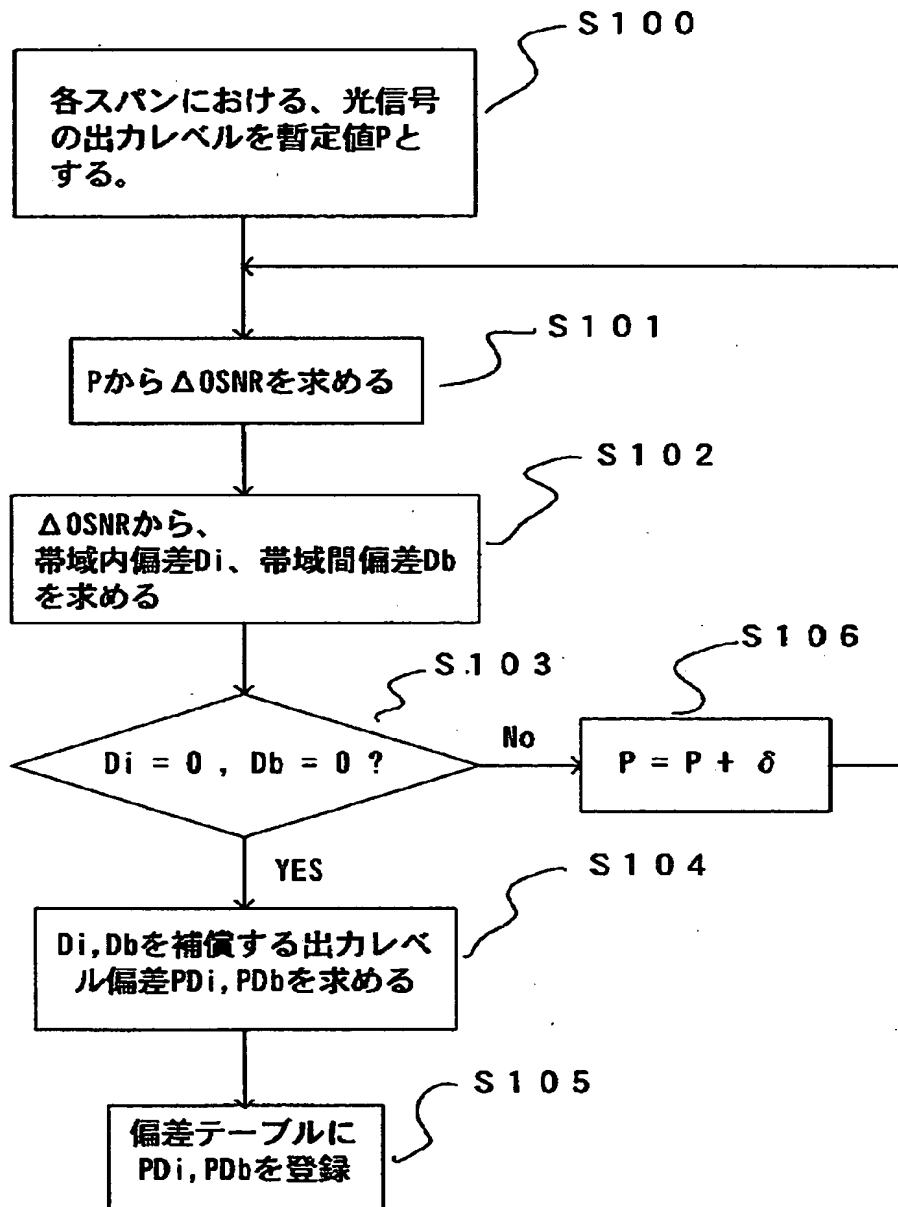 S100
各スパンにおける、光信号
の出力レベルを暫定値Pと
する。
S101
PからΔOSNRを求める
S102
ΔOSNRから、
帯域内偏差Di、帯域間偏差Db
を求める
S.103
Di = 0 , Db = 0 ?
No
S106
P = P + δ
YES
S104
Di,Dbを補償する出力レベ
ル偏差PDi,PDbを求める
S105
偏差テーブルに
PDi,PDbを登録